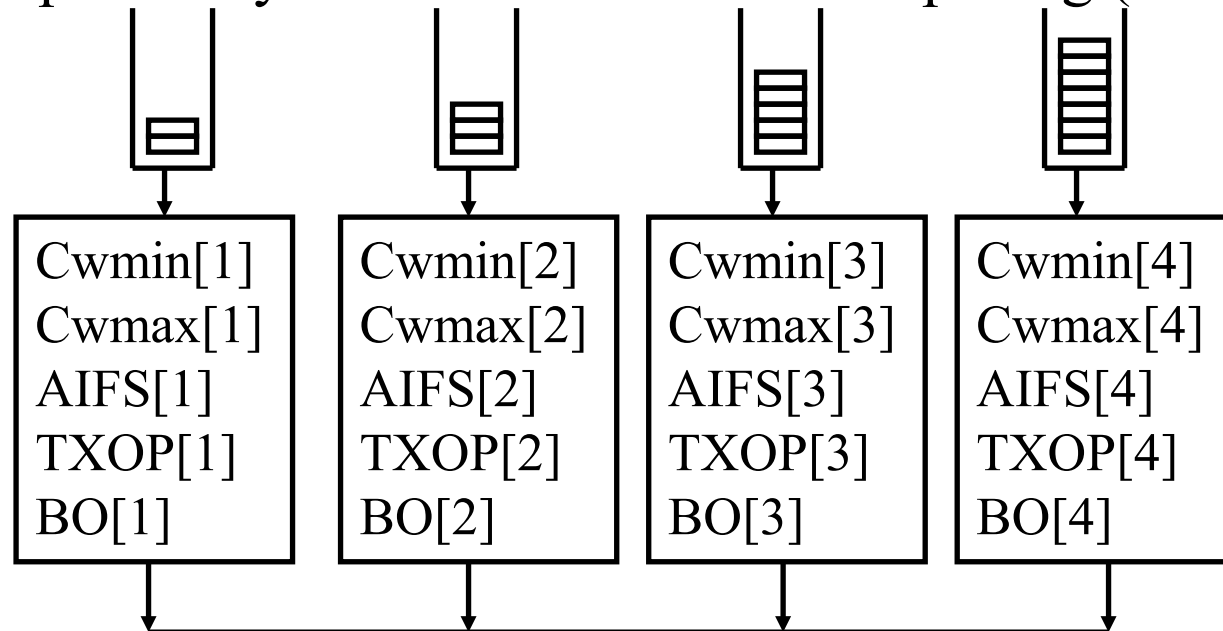 Cwmin[1]
Cwmax[1]
AIFS[1]
TXOP[1]
BO[1]
Cwmin[2]
Cwmax[2]
AIFS[2]
TXOP[2]
BO[2]
Cwmin[3]
Cwmax[3]
AIFS[3]
TXOP[3]
BO[3]
Cwmin[4]
Cwmax[4]
AIFS[4]
TXOP[4]
BO[4]